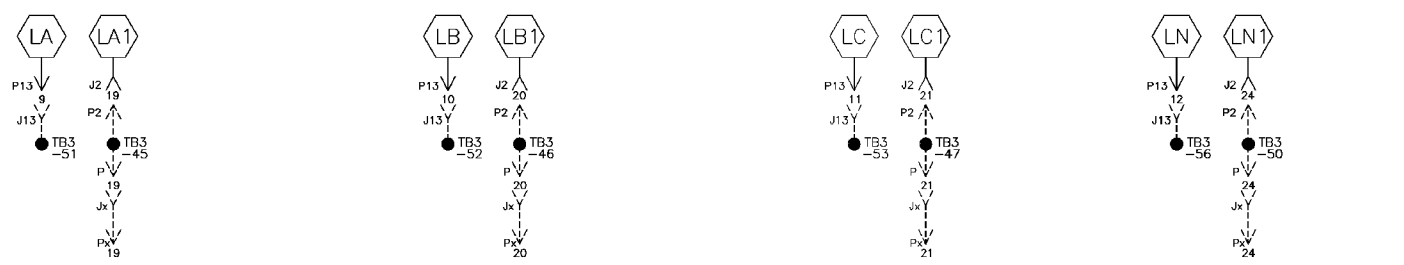 LA LA1 LB LB1 LC LC1 LN LN1
P13 J2 P13 J2 P13 J2 P13 J2
9 19 10 20 11 21 12 24
J13 P2 J13 P2 J13 P2 J13 P2
TB3 TB3 TB3 TB3 TB3 TB3 TB3 TB3
-51 -45 -52 -46 -53 -47 -56 -50
P P P P
19 20 21 24
Jx Jx Jx Jx
Px Px Px Px
19 20 21 24